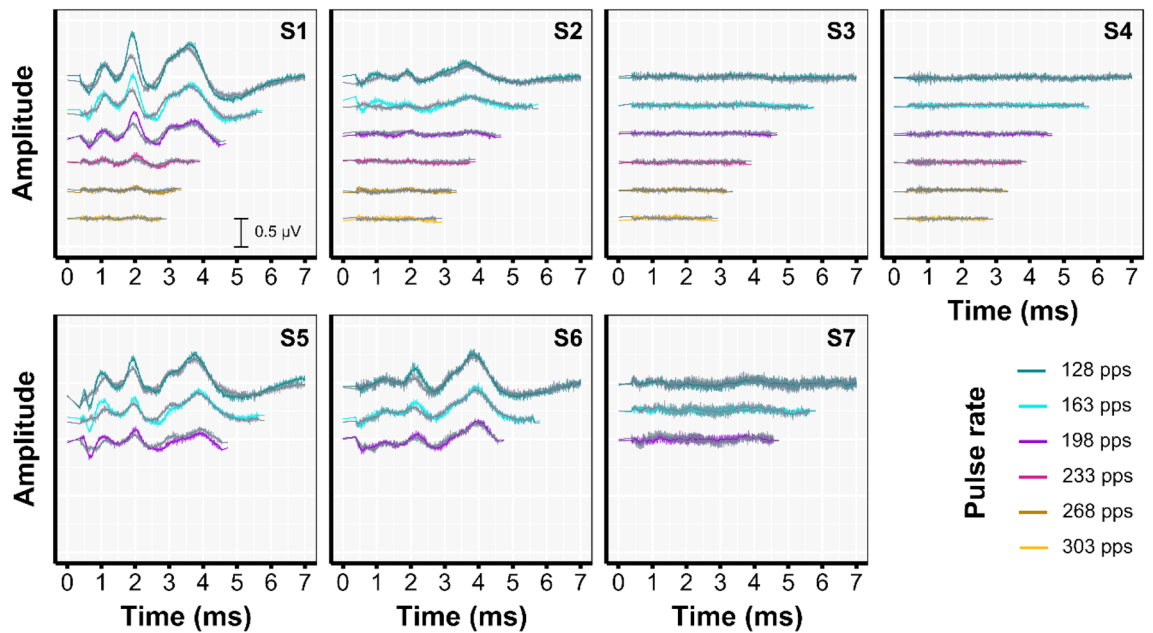 S1 S2 S3 S4
Amplitude
0.5 µV
0 1 2 3 4 5 6 7 0 1 2 3 4 5 6 7 0 1 2 3 4 5 6 7 0 1 2 3 4 5 6 7
Time (ms)
S5 S6 S7
Amplitude
Pulse rate
128 pps
163 pps
198 pps
233 pps
268 pps
303 pps
0 1 2 3 4 5 6 7 0 1 2 3 4 5 6 7 0 1 2 3 4 5 6 7
Time (ms) Time (ms) Time (ms)